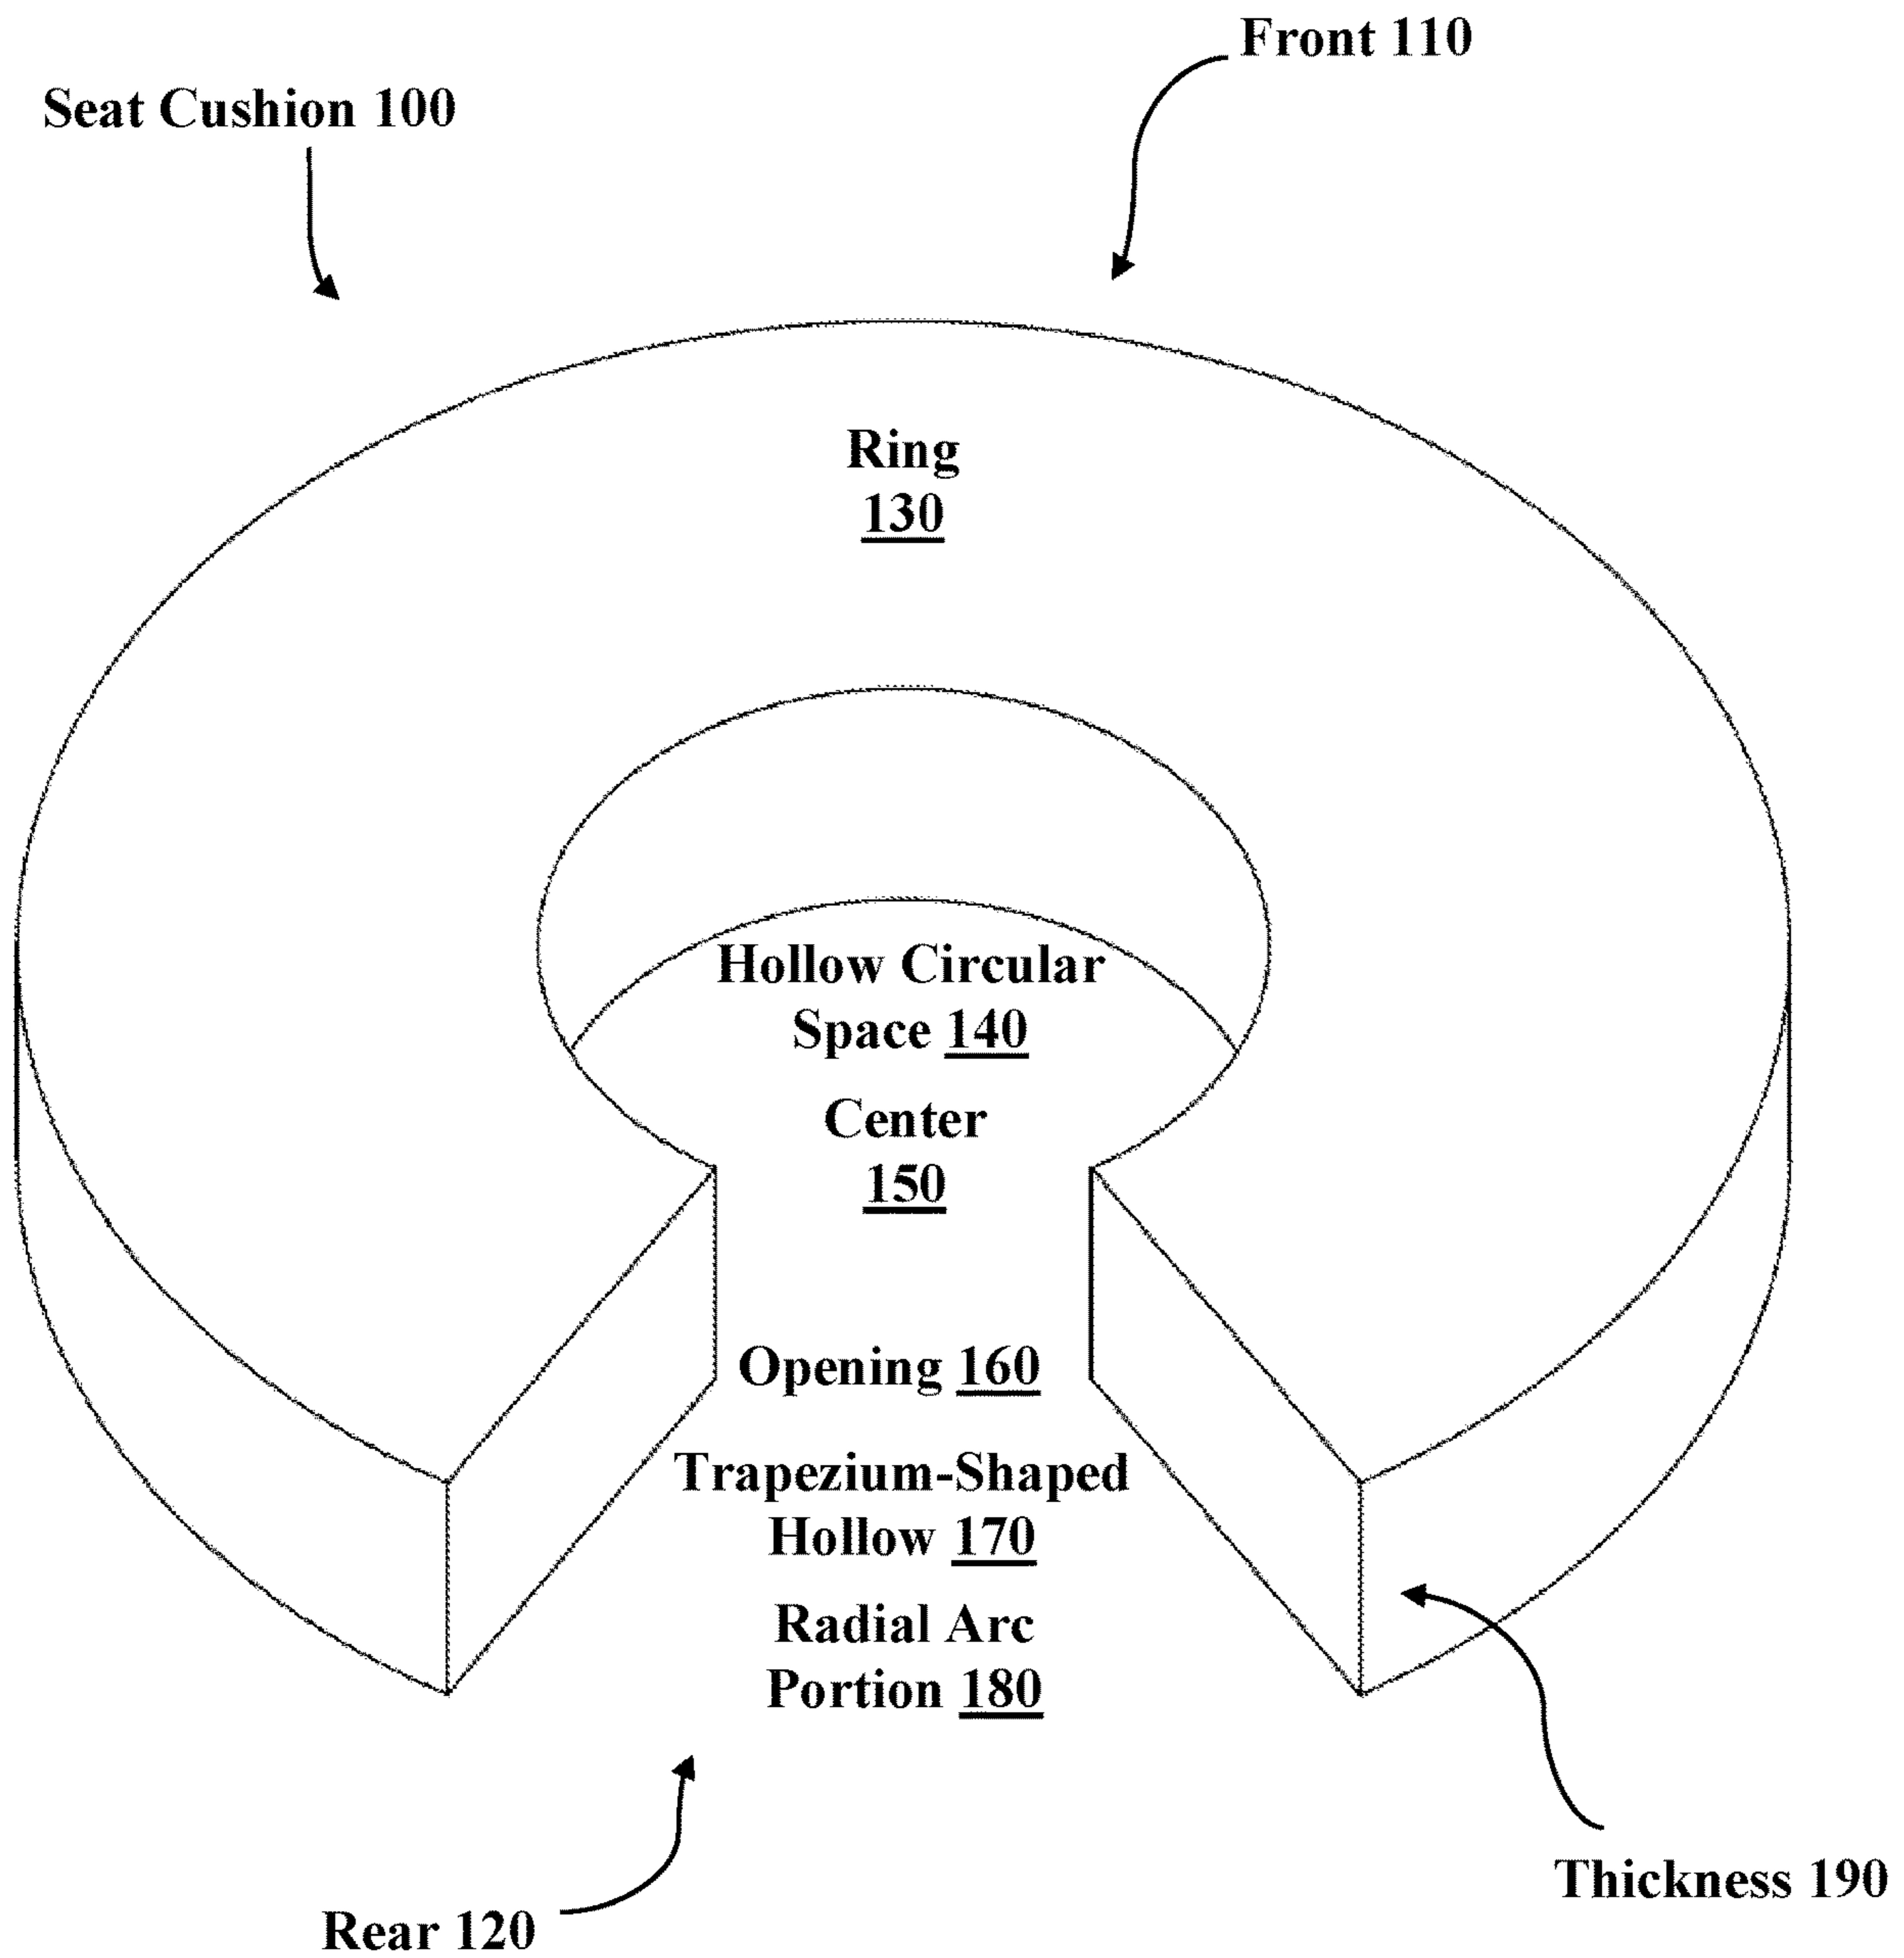 Front 110
Seat Cushion 100
Ring
130
Hollow Circular
Space 140
Center
150
Opening 160
Trapezium-Shaped
Hollow 170
Radial Arc
Portion 180
Thickness 190
Rear 120